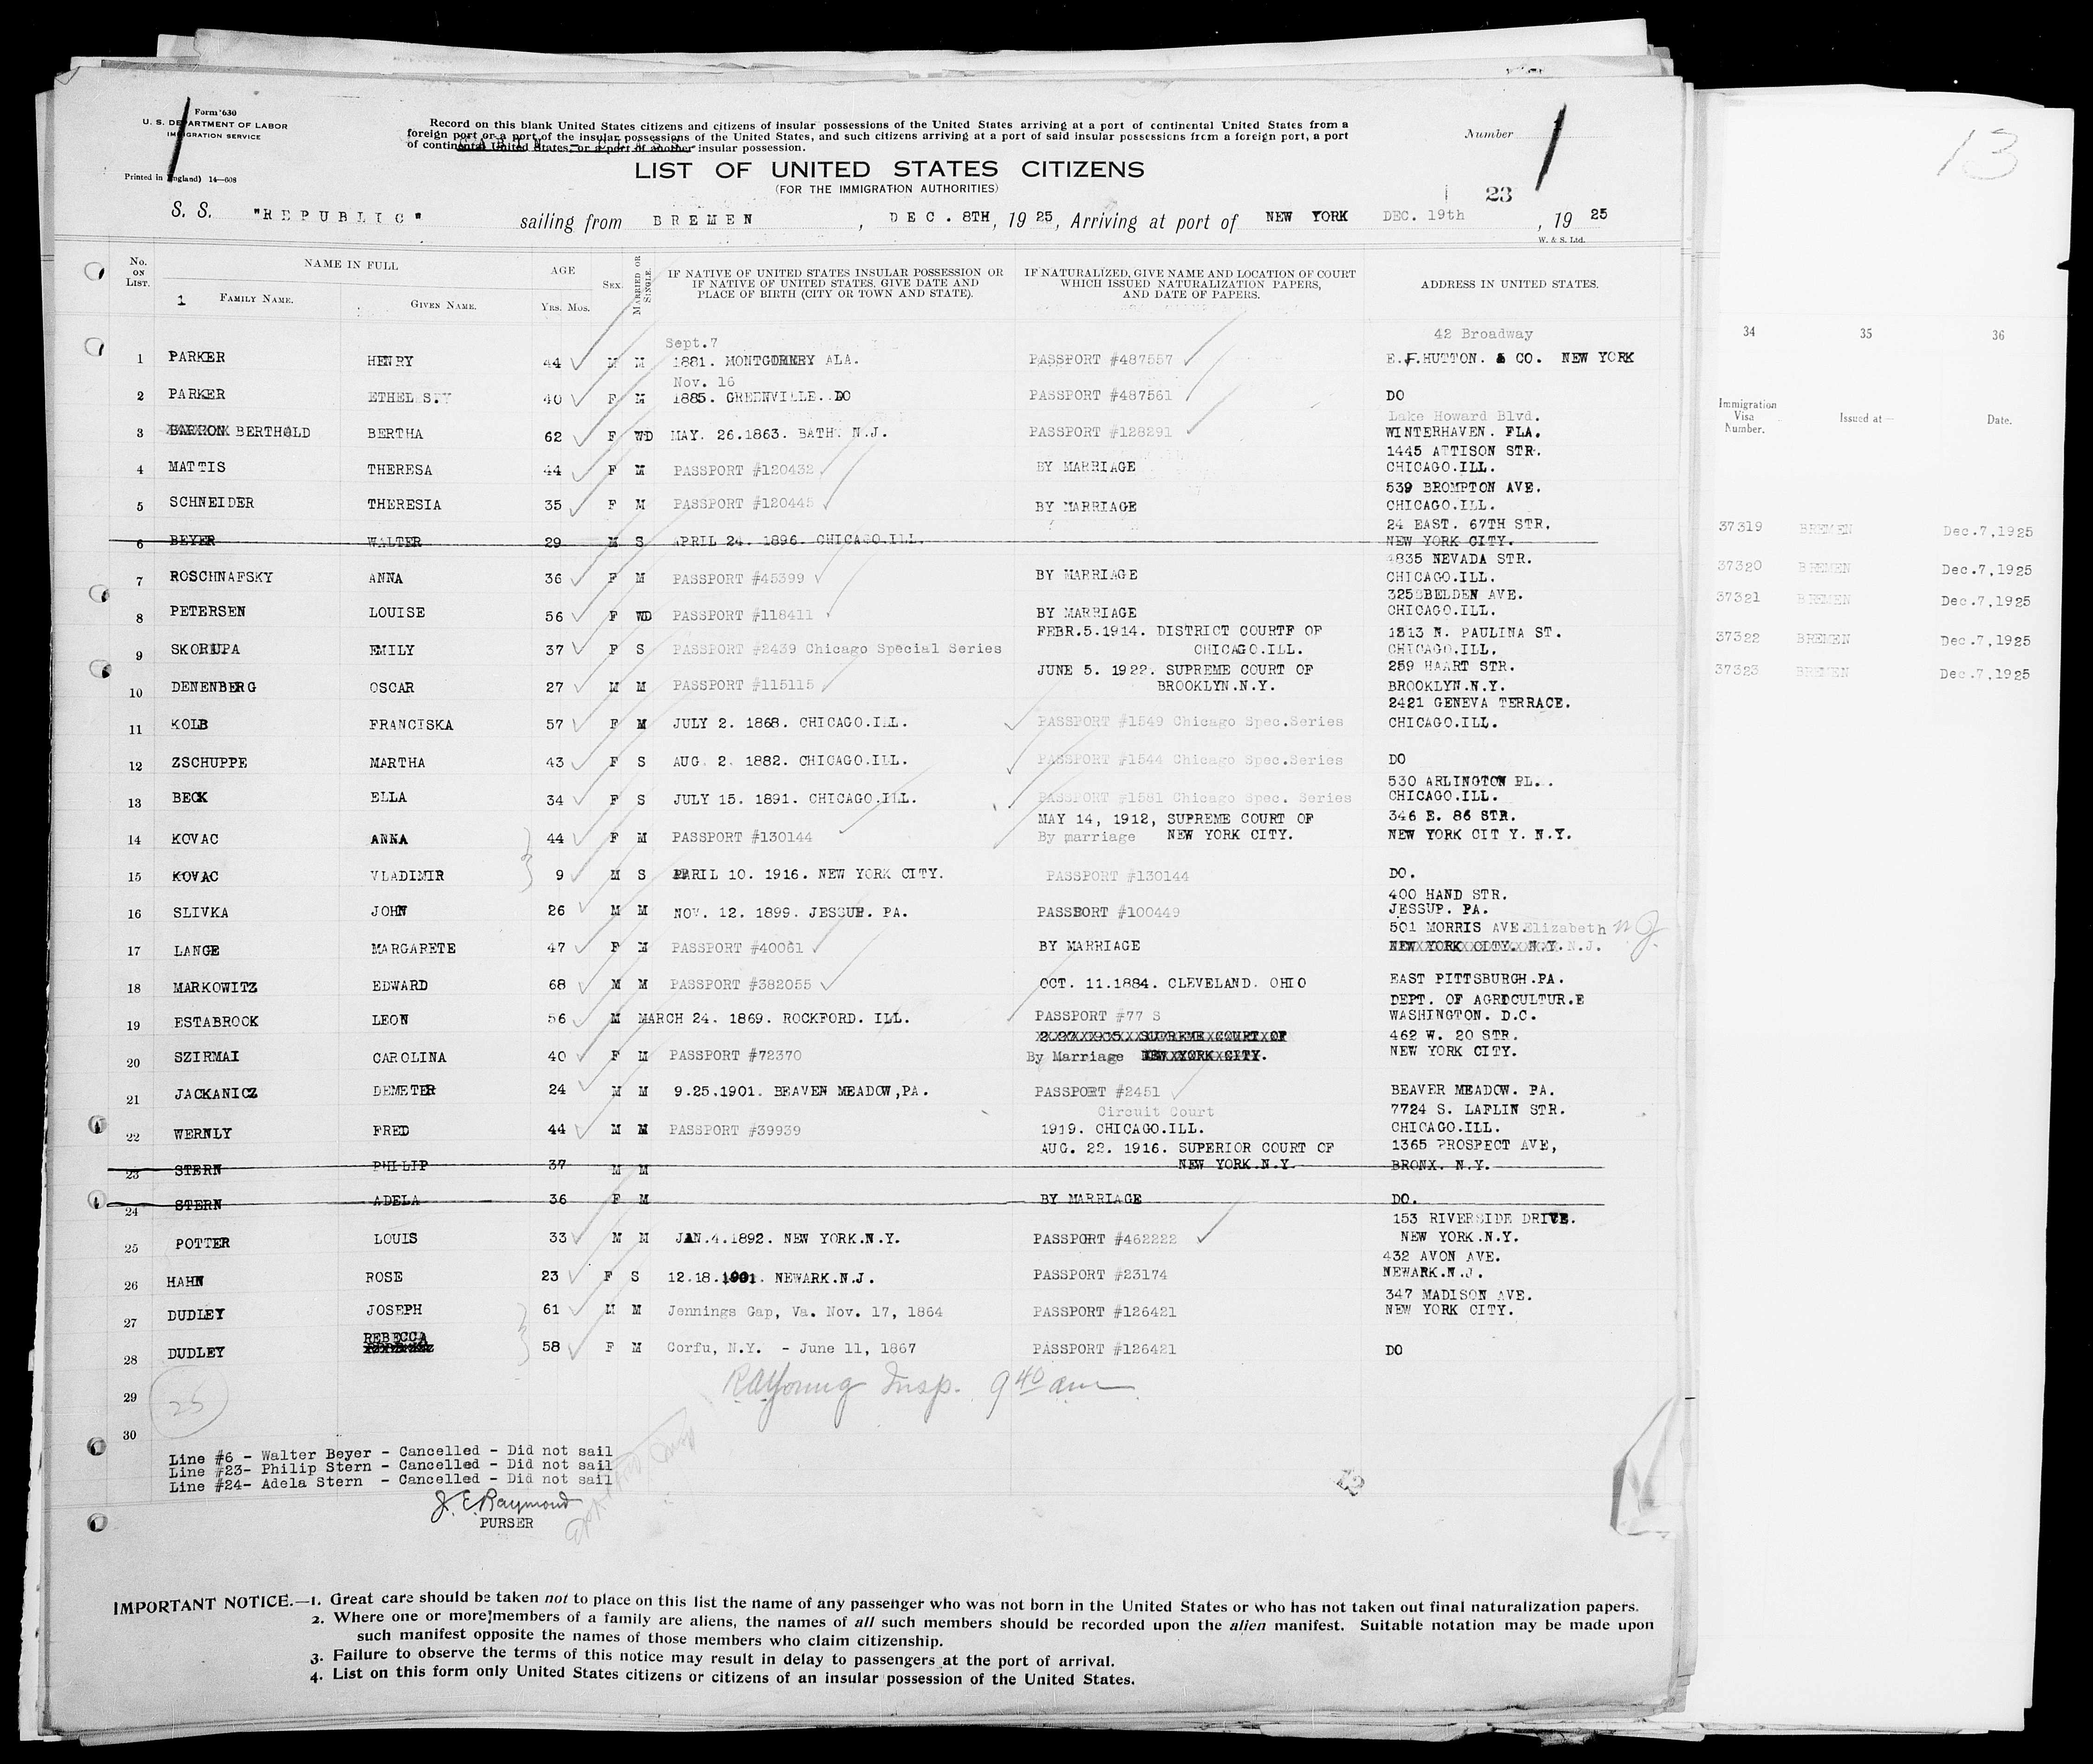 Form 630
U. S. DEPARTMENT OF LABOR
IMMIGRATION SERVICE
Printed in England) 14—608
Record on this blank United States citizens and citizens of insular possessions of the United States arriving at a port of continental United States from a
foreign port or a port of the insular possessions of the United States, and such citizens arriving at a port of said insular possessions from a foreign port, a port
of continental United States, or a port of another insular possession.
Number
LIST OF UNITED STATES CITIZENS
(FOR THE IMMIGRATION AUTHORITIES)
23
S. S. "REPUBLIC" sailing from BREMEN, DEC. 8TH, 1925, Arriving at port of NEW YORK DEC. 19th, 1925
W. & S. Ltd.
No. ON LIST. NAME IN FULL AGE SEX. MARRIED OR SINGLE. IF NATIVE OF UNITED STATES INSULAR POSSESSION OR IF NATIVE OF UNITED STATES, GIVE DATE AND PLACE OF BIRTH (CITY OR TOWN AND STATE). IF NATURALIZED, GIVE NAME AND LOCATION OF COURT WHICH ISSUED NATURALIZATION PAPERS, AND DATE OF PAPERS. ADDRESS IN UNITED STATES.
1 FAMILY NAME. GIVEN NAME. YRS. MOS.
Sept.7 42 Broadway
1 PARKER HENRY 44 M M 1881. MONTGOMERY ALA. PASSPORT #487557 E.F.HUTTON. & CO. NEW YORK
Nov. 16
2 PARKER ETHEL S. 40 F M 1885. GREENVILLE. DO PASSPORT #487561 DO
Lake Howard Blvd.
3 BARRON BERTHOLD BERTHA 62 F WD MAY. 26.1863. BATH. N.J. PASSPORT #128291 WINTERHAVEN. FLA.
1445 ATTISON STR.
4 MATTIS THERESA 44 F M PASSPORT #120432 BY MARRIAGE CHICAGO.ILL.
539 BROMPTON AVE.
5 SCHNEIDER THERESIA 35 F M PASSPORT #120445 BY MARRIAGE CHICAGO.ILL.
24 EAST. 67TH STR.
6 BEYER WALTER 29 M S APRIL 24. 1896. CHICAGO.ILL. NEW YORK CITY.
4835 NEVADA STR.
7 ROSCHNAFSKY ANNA 36 F M PASSPORT #45399 BY MARRIAGE CHICAGO.ILL.
325 BELDEN AVE.
8 PETERSEN LOUISE 56 F WD PASSPORT #118411 BY MARRIAGE CHICAGO.ILL.
FEBR.5.1914. DISTRICT COURTF OF 1813 N. PAULINA ST.
9 SKORUPA EMILY 37 F S PASSPORT #2439 Chicago Special Series CHICAGO.ILL. CHICAGO.ILL.
JUNE 5. 1922. SUPREME COURT OF 259 HAART STR.
10 DENENBERG OSCAR 27 M M PASSPORT #115115 BROOKLYN.N.Y. BROOKLYN.N.Y.
2421 GENEVA TERRACE.
11 KOLB FRANCISKA 57 F M JULY 2. 1868. CHICAGO.ILL. PASSPORT #1549 Chicago Spec.Series CHICAGO.ILL.
12 ZSCHUPPE MARTHA 43 F S AUG. 2. 1882. CHICAGO.ILL. PASSPORT #1544 Chicago Spec.Series DO
530 ARLINGTON PL..
13 BECK ELLA 34 F S JULY 15. 1891. CHICAGO.ILL. PASSPORT #1581 Chicago Spec. Series CHICAGO.ILL.
MAY 14, 1912, SUPREME COURT OF 346 E. 86 STR.
14 KOVAC ANNA 44 F M PASSPORT #130144 By marriage NEW YORK CITY. NEW YORK CIT Y. N.Y.
15 KOVAC VLADIMIR 9 M S APRIL 10. 1916. NEW YORK CITY. PASSPORT #130144 DO.
400 HAND STR.
16 SLIVKA JOHN 26 M M NOV. 12. 1899. JESSUP. PA. PASSPORT #100449 JESSUP. PA.
501 MORRIS AVE.Elizabeth N J.
17 LANGE MARGARETE 47 F M PASSPORT #40061 BY MARRIAGE NEW YORK CITY. N.Y. N.J.
18 MARKOWITZ EDWARD 68 M M PASSPORT #382055 OCT. 11.1884. CLEVELAND. OHIO EAST PITTSBURGH.PA.
DEPT. OF AGRICULTUR.E
19 ESTABROOK LEON 56 M MARCH 24. 1869. ROCKFORD. ILL. PASSPORT #77 S WASHINGTON. D.C.
SUPREME COURT OF 462 W. 20 STR.
20 SZIRMAI CAROLINA 40 F M PASSPORT #72370 By Marriage NEW YORK CITY. NEW YORK CITY.
21 JACKANICZ DEMETER 24 M M 9.25.1901. BEAVEN MEADOW,PA. PASSPORT #2451 BEAVER MEADOW. PA.
Circuit Court 7724 S. LAFLIN STR.
22 WERNLY FRED 44 M M PASSPORT #39939 1919. CHICAGO.ILL. CHICAGO.ILL.
AUG. 22. 1916. SUPERIOR COURT OF 1365 PROSPECT AVE,
23 STERN PHILIP 37 M M NEW YORK.N.Y. BRONX. N.Y.
24 STERN ADELA 36 F M BY MARRIAGE DO.
153 RIVERSIDE DRIVE.
25 POTTER LOUIS 33 M M JAN.4.1892. NEW YORK.N.Y. PASSPORT #462222 NEW YORK.N.Y.
432 AVON AVE.
26 HAHN ROSE 23 F S 12.18.1901. NEWARK.N.J. PASSPORT #23174 NEWARK.N.J.
347 MADISON AVE.
27 DUDLEY JOSEPH 61 M M Jennings Gap, Va. Nov. 17, 1864 PASSPORT #126421 NEW YORK CITY.
28 DUDLEY REBECCA 58 F M Corfu, N.Y. - June 11, 1867 PASSPORT #126421 DO
29 25 RAYoung Insp. 9 40 am
30
Line #6 - Walter Beyer - Cancelled - Did not sail
Line #23- Philip Stern - Cancelled - Did not sail
Line #24- Adela Stern - Cancelled - Did not sail
J. E. Raymond
PURSER
IMPORTANT NOTICE.—1. Great care should be taken not to place on this list the name of any passenger who was not born in the United States or who has not taken out final naturalization papers.
2. Where one or more members of a family are aliens, the names of all such members should be recorded upon the alien manifest. Suitable notation may be made upon
such manifest opposite the names of those members who claim citizenship.
3. Failure to observe the terms of this notice may result in delay to passengers at the port of arrival.
4. List on this form only United States citizens or citizens of an insular possession of the United States.
13
34 35 36
Immigration Visa Number. Issued at— Date.
37319 BREMEN Dec.7,1925
37320 BREMEN Dec.7,1925
37321 BREMEN Dec.7,1925
37322 BREMEN Dec.7,1925
37323 BREMEN Dec.7,1925